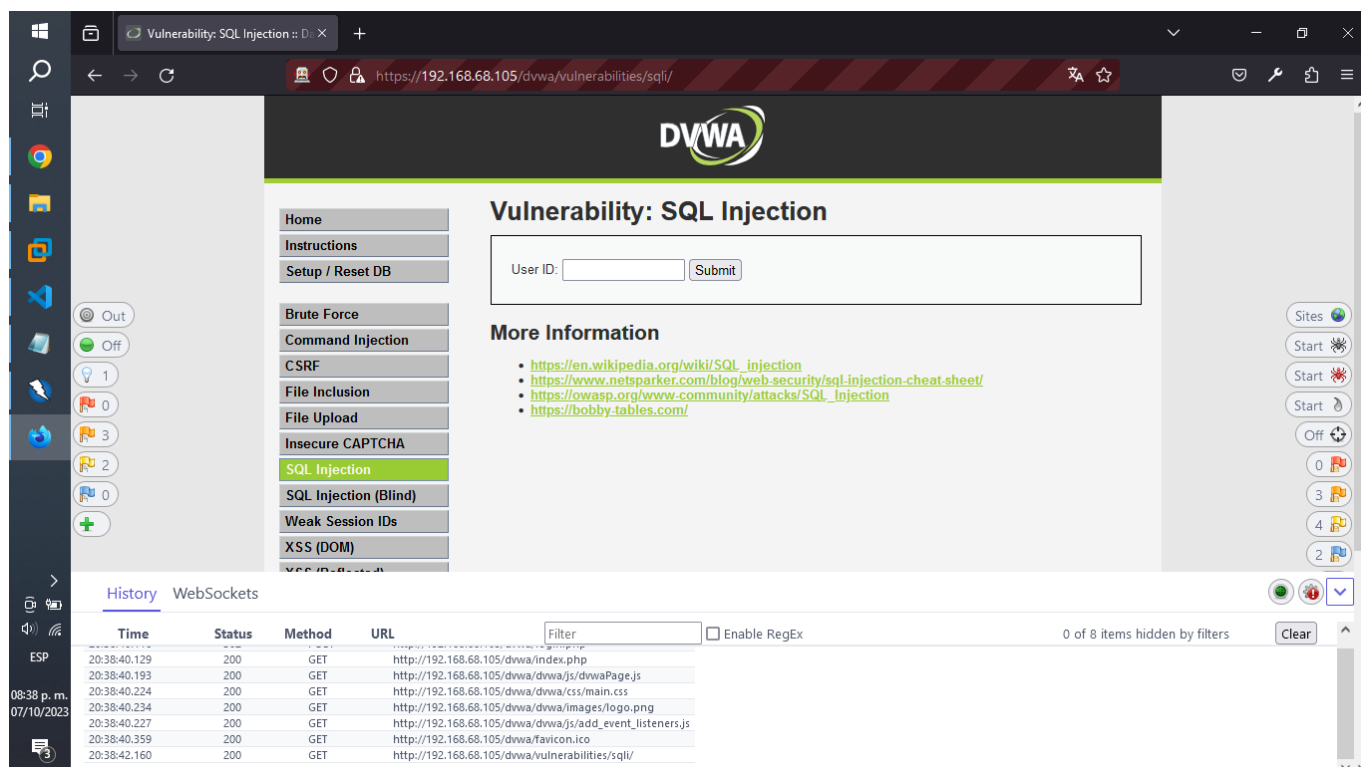 Vulnerability: SQL Injection :: Da
https://192.168.68.105/dvwa/vulnerabilities/sqli/
DVWA
Home
Instructions
Setup / Reset DB
Brute Force
Command Injection
CSRF
File Inclusion
File Upload
Insecure CAPTCHA
SQL Injection
SQL Injection (Blind)
Weak Session IDs
XSS (DOM)
XSS (Reflected)
Vulnerability: SQL Injection
User ID: Submit
More Information
https://en.wikipedia.org/wiki/SQL_injection
https://www.netsparker.com/blog/web-security/sql-injection-cheat-sheet/
https://owasp.org/www-community/attacks/SQL_Injection
https://bobby-tables.com/
Out
Off
1
0
3
2
0
Sites
Start
Start
Start
Off
0
3
4
2
History WebSockets
Time Status Method URL Filter Enable RegEx 0 of 8 items hidden by filters Clear
20:38:40.129 200 GET http://192.168.68.105/dvwa/index.php
20:38:40.193 200 GET http://192.168.68.105/dvwa/dvwa/js/dvwaPage.js
20:38:40.224 200 GET http://192.168.68.105/dvwa/dvwa/css/main.css
20:38:40.234 200 GET http://192.168.68.105/dvwa/dvwa/images/logo.png
20:38:40.227 200 GET http://192.168.68.105/dvwa/dvwa/js/add_event_listeners.js
20:38:40.359 200 GET http://192.168.68.105/dvwa/favicon.ico
20:38:42.160 200 GET http://192.168.68.105/dvwa/vulnerabilities/sqli/
ESP
08:38 p. m.
07/10/2023
3